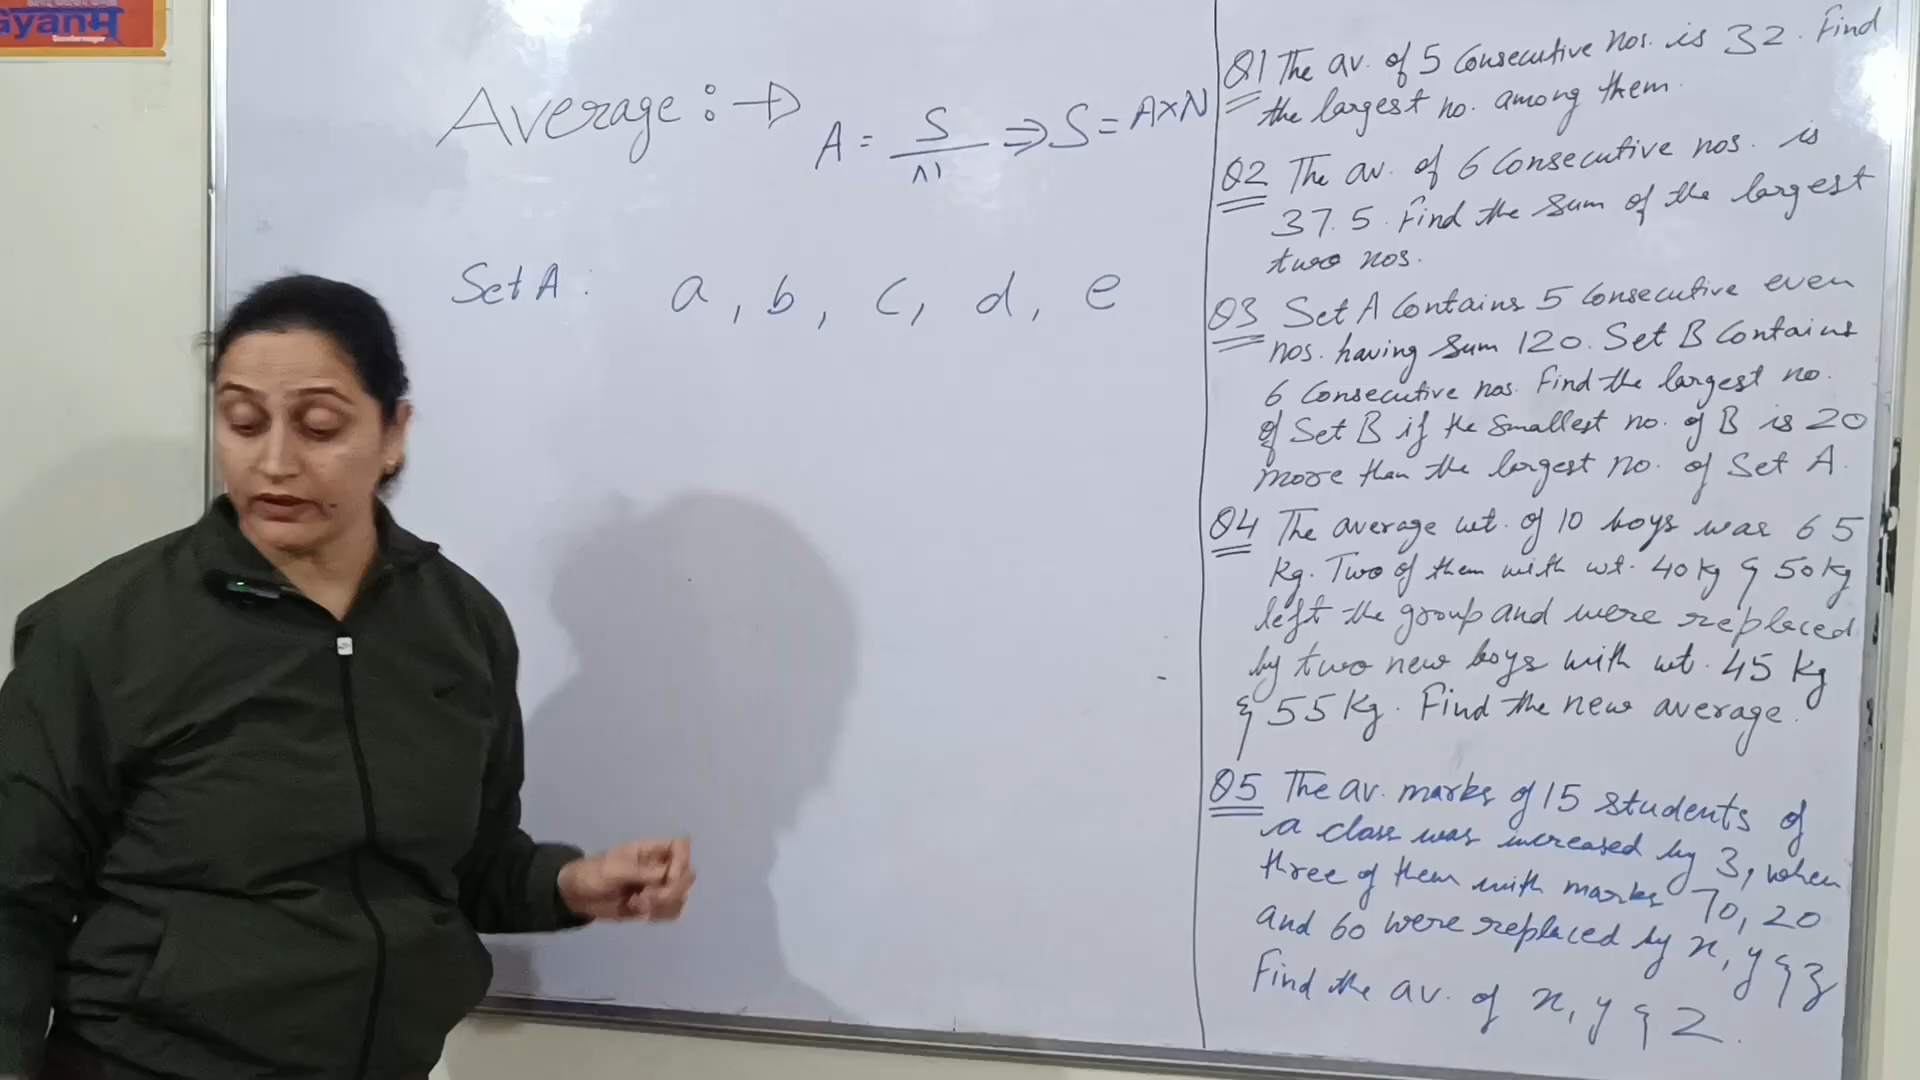 Gyanम
Average :→ A = S/N ⇒ S = A×N
Set A : a, b, c, d, e
Q1 The av. of 5 Consecutive nos. is 32. Find
the largest no. among them.
Q2 The av. of 6 Consecutive nos. is
37.5. Find the Sum of the largest
two nos.
Q3 Set A Contains 5 Consecutive even
nos. having Sum 120. Set B Contains
6 Consecutive nos. Find the largest no.
of Set B if the Smallest no. of B is 20
more than the largest no. of Set A.
Q4 The average wt. of 10 boys was 65
kg. Two of them with wt. 40kg & 50kg
left the group and were replaced
by two new boys with wt. 45 kg
& 55 kg. Find the new average.
Q5 The av. marks of 15 students of
a class was increased by 3, when
three of them with marks 70, 20
and 60 were replaced by x, y & z
Find the av. of x, y & z.